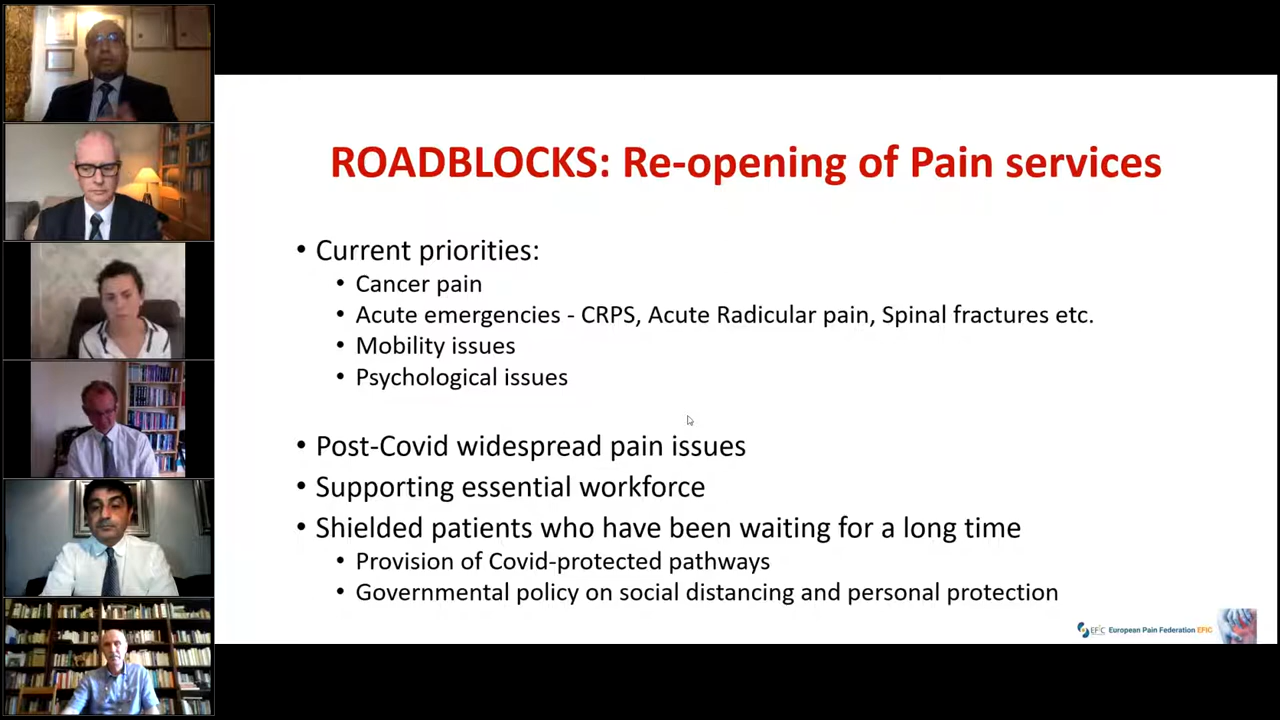 ROADBLOCKS: Re-opening of Pain services
• Current priorities:
• Cancer pain
• Acute emergencies - CRPS, Acute Radicular pain, Spinal fractures etc.
• Mobility issues
• Psychological issues
• Post-Covid widespread pain issues
• Supporting essential workforce
• Shielded patients who have been waiting for a long time
• Provision of Covid-protected pathways
• Governmental policy on social distancing and personal protection
EFIC European Pain Federation EFIC